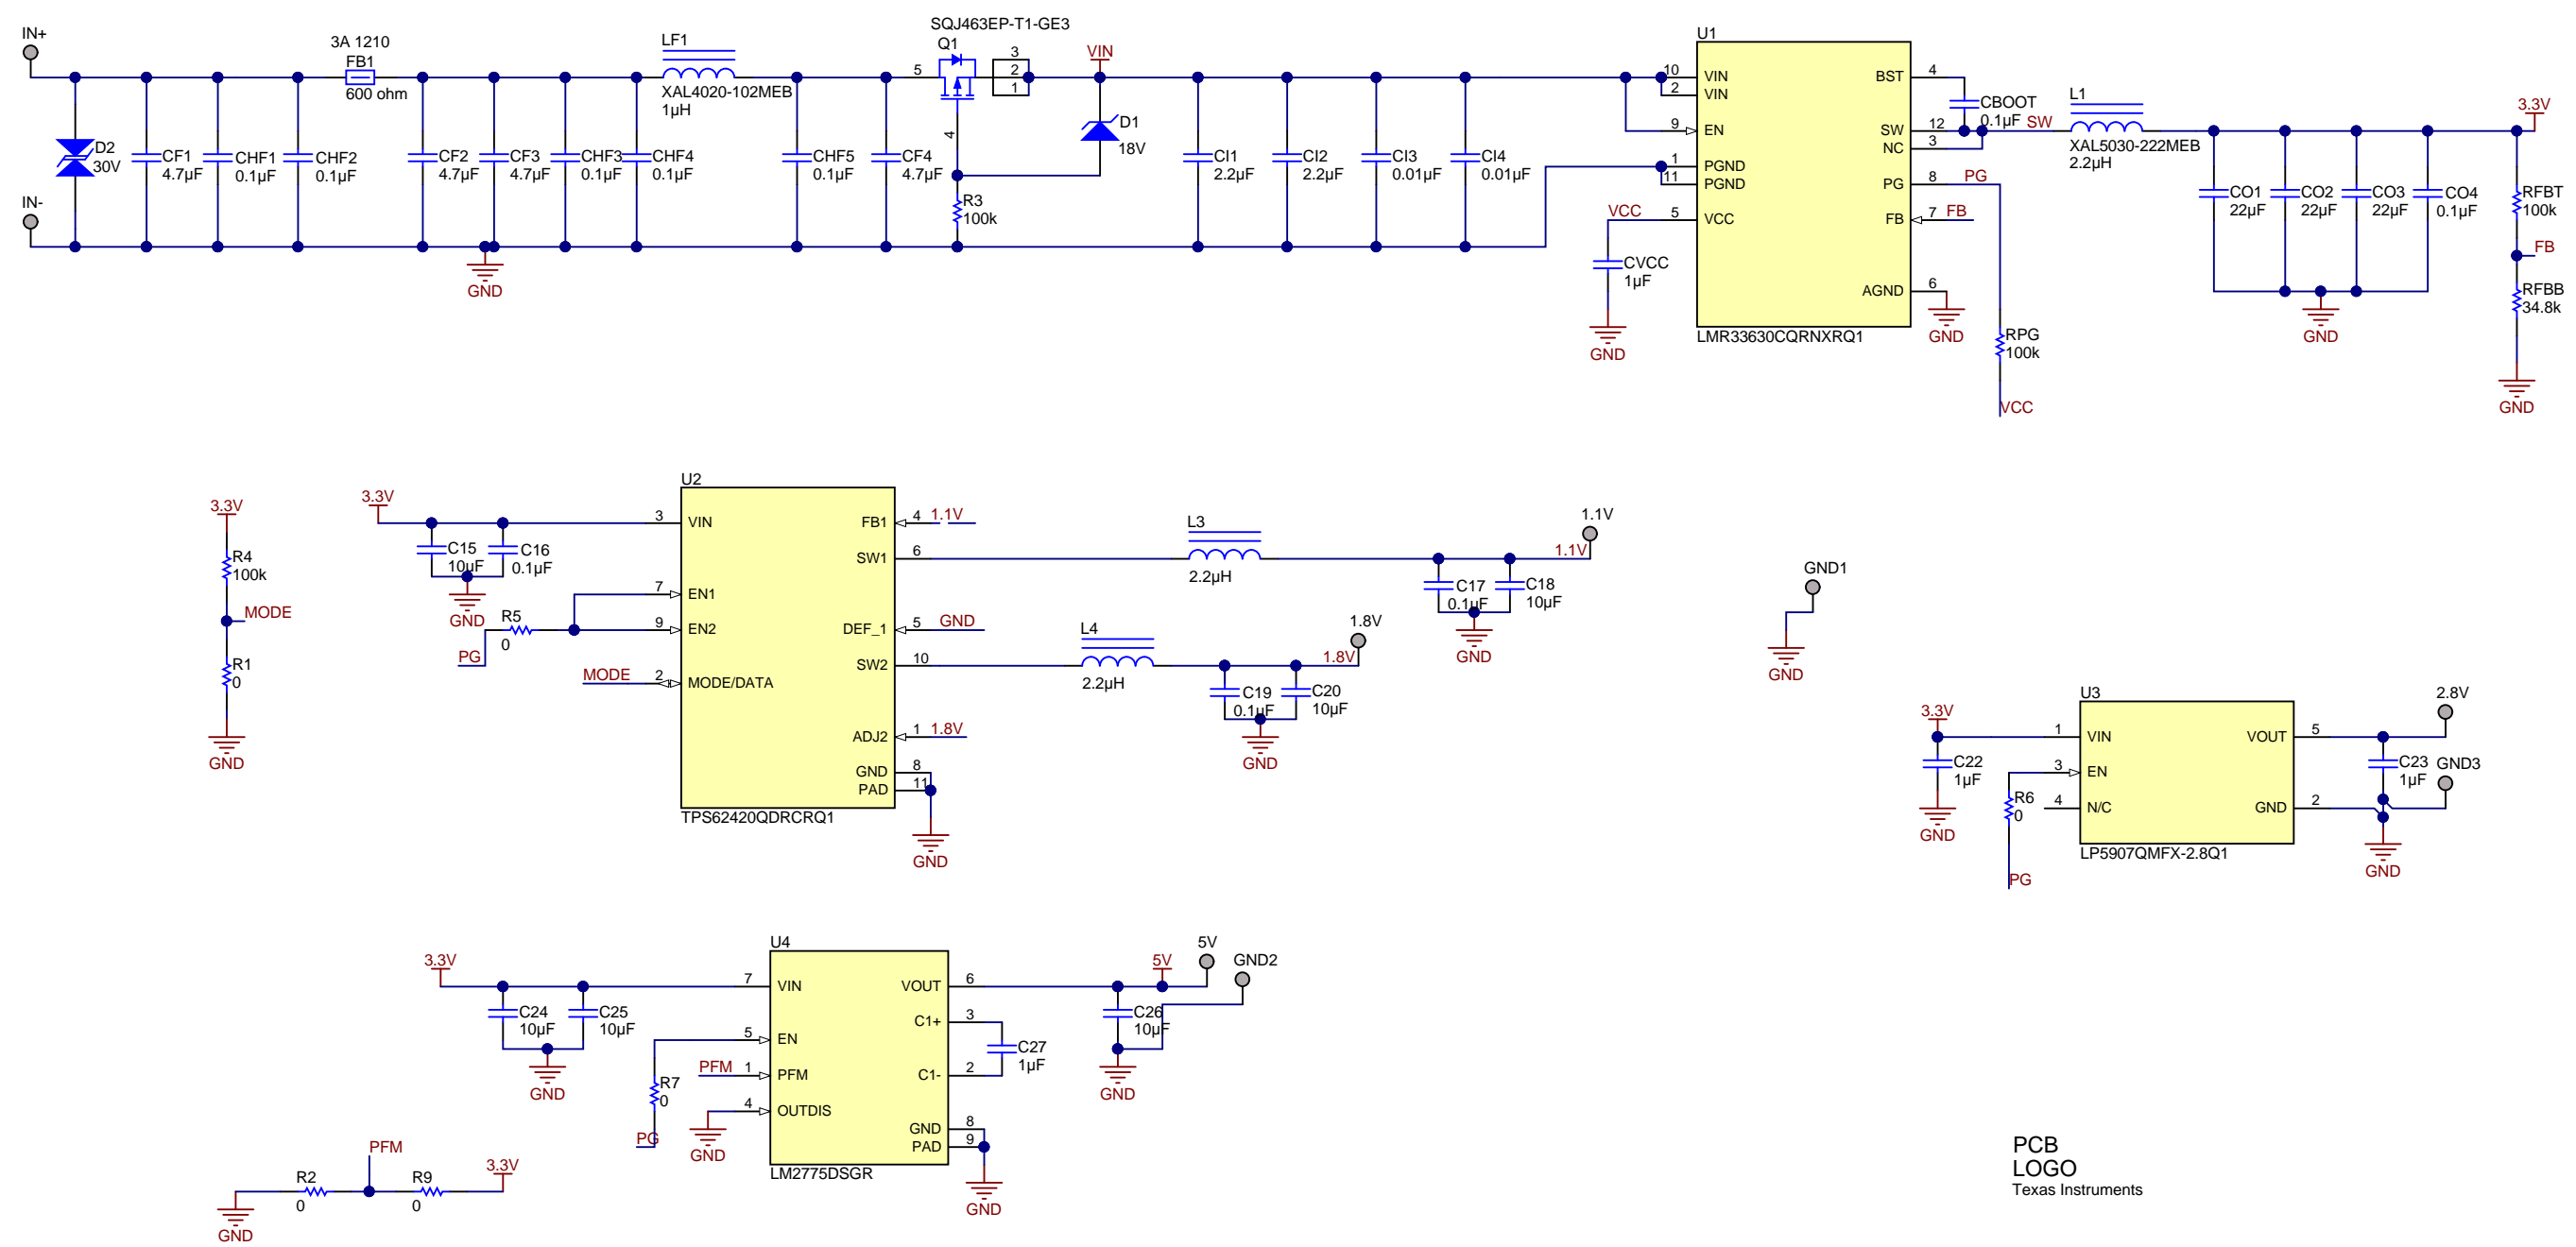 SQJ463EP-T1-GE3
IN+
3A 1210
FB1
600 ohm
LF1
XAL4020-102MEB
1µH
Q1
5
3
2
1
4
VIN
D1
18V
D2
30V
CF1
4.7µF
CHF1
0.1µF
CHF2
0.1µF
CF2
4.7µF
CF3
4.7µF
CHF3
0.1µF
CHF4
0.1µF
CHF5
0.1µF
CF4
4.7µF
R3
100k
CI1
2.2µF
CI2
2.2µF
CI3
0.01µF
CI4
0.01µF
IN-
GND
U1
10 VIN
2 VIN
9 EN
1 PGND
11 PGND
VCC 5 VCC
BST 4
SW 12
NC 3
PG 8 PG
FB 7 FB
AGND 6
LMR33630CQRNXRQ1
CVCC
1µF
GND
GND
CBOOT
0.1µF
SW
L1
XAL5030-222MEB
2.2µH
RPG
100k
VCC
3.3V
CO1
22µF
CO2
22µF
CO3
22µF
CO4
0.1µF
GND
RFBT
100k
FB
RFBB
34.8k
GND
3.3V
R4
100k
MODE
R1
0
GND
3.3V
C15
10µF
C16
0.1µF
GND
R5
0
PG
MODE
U2
3 VIN
7 EN1
9 EN2
2 MODE/DATA
FB1 4 1.1V
SW1 6
DEF_1 5 GND
SW2 10
ADJ2 1 1.8V
GND 8
PAD 11
TPS62420QDRCRQ1
GND
L3
2.2µH
1.1V
1.1V
C17
0.1µF
C18
10µF
GND
L4
2.2µH
1.8V
1.8V
C19
0.1µF
C20
10µF
GND
GND1
GND
3.3V
C22
1µF
GND
R6
0
PG
U3
1 VIN
3 EN
4 N/C
VOUT 5
GND 2
LP5907QMFX-2.8Q1
2.8V
C23
1µF
GND3
GND
3.3V
C24
10µF
C25
10µF
GND
R7
0
PG
PFM
GND
U4
7 VIN
5 EN
1 PFM
4 OUTDIS
VOUT 6
C1+ 3
C1- 2
GND 8
PAD 9
LM2775DSGR
GND
C27
1µF
5V
5V
GND2
C26
10µF
GND
PFM
R2
0
R9
0
3.3V
GND
PCB
LOGO
Texas Instruments